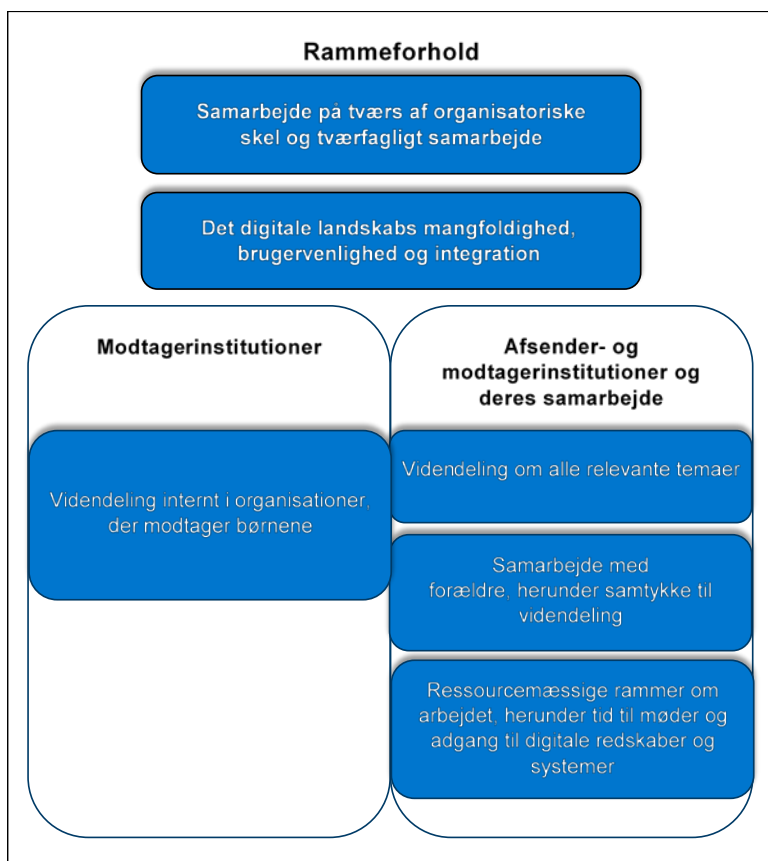 Rammeforhold
Samarbejde på tværs af organisatoriske
skel og tværfagligt samarbejde
Det digitale landskabs mangfoldighed,
brugervenlighed og integration
Modtagerinstitutioner
Videndeling internt i organisationer,
der modtager børnene
Afsender- og
modtagerinstitutioner og
deres samarbejde
Videndeling om alle relevante temaer
Samarbejde med
forældre, herunder samtykke til
videndeling
Ressourcemæssige rammer om
arbejdet, herunder tid til møder og
adgang til digitale redskaber og
systemer